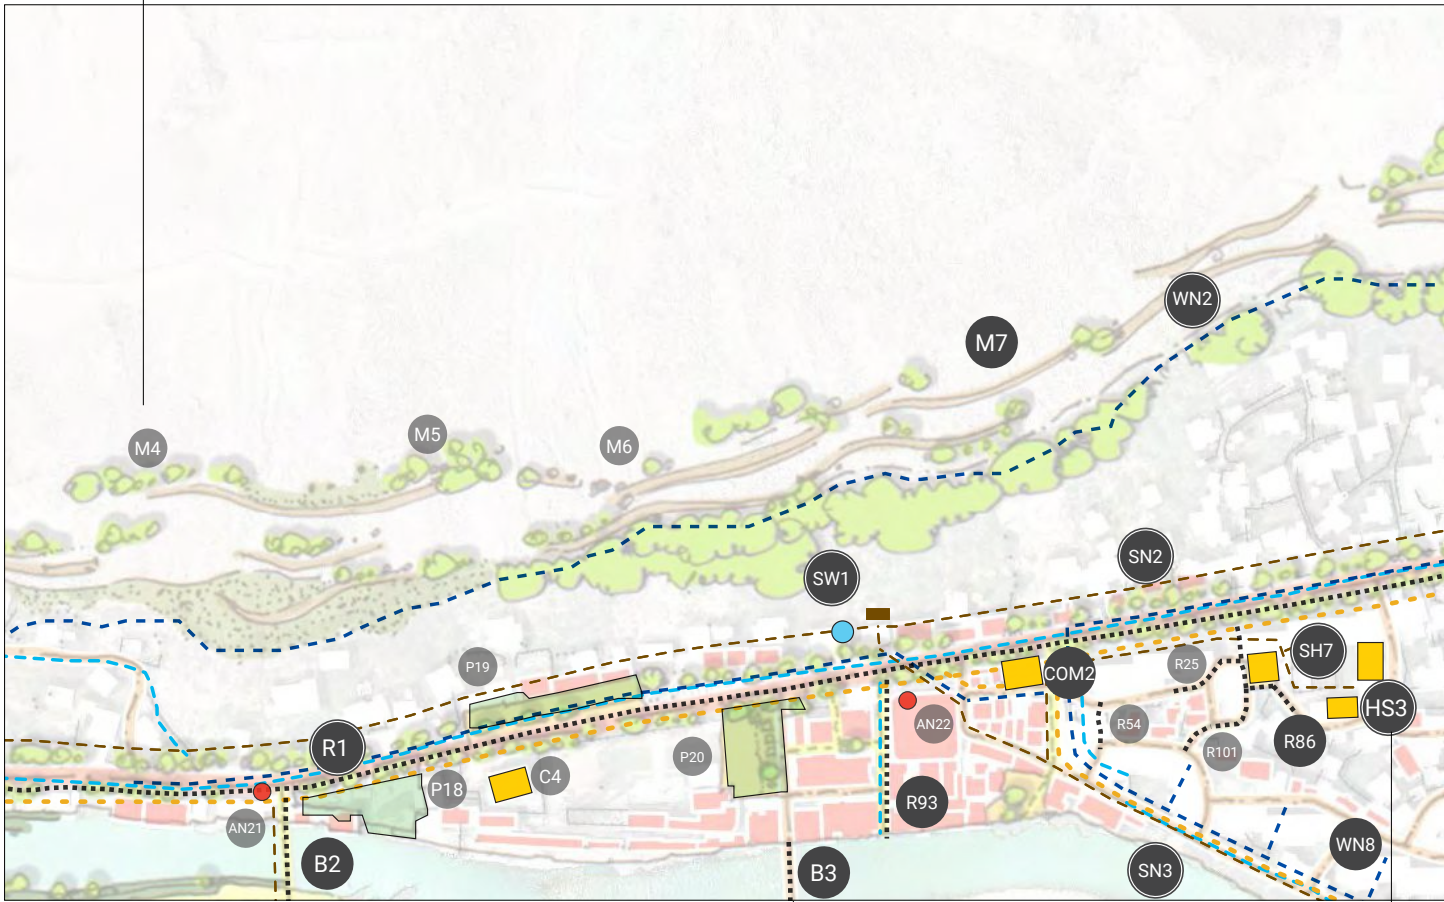 WN2
M7
M5
M4
M6
SN2
SW1
SH7
P19
R25
COM2
HS3
AN22
R54
R1
R86
R101
P20
C4
P18
R93
AN21
WN8
B2
B3
SN3